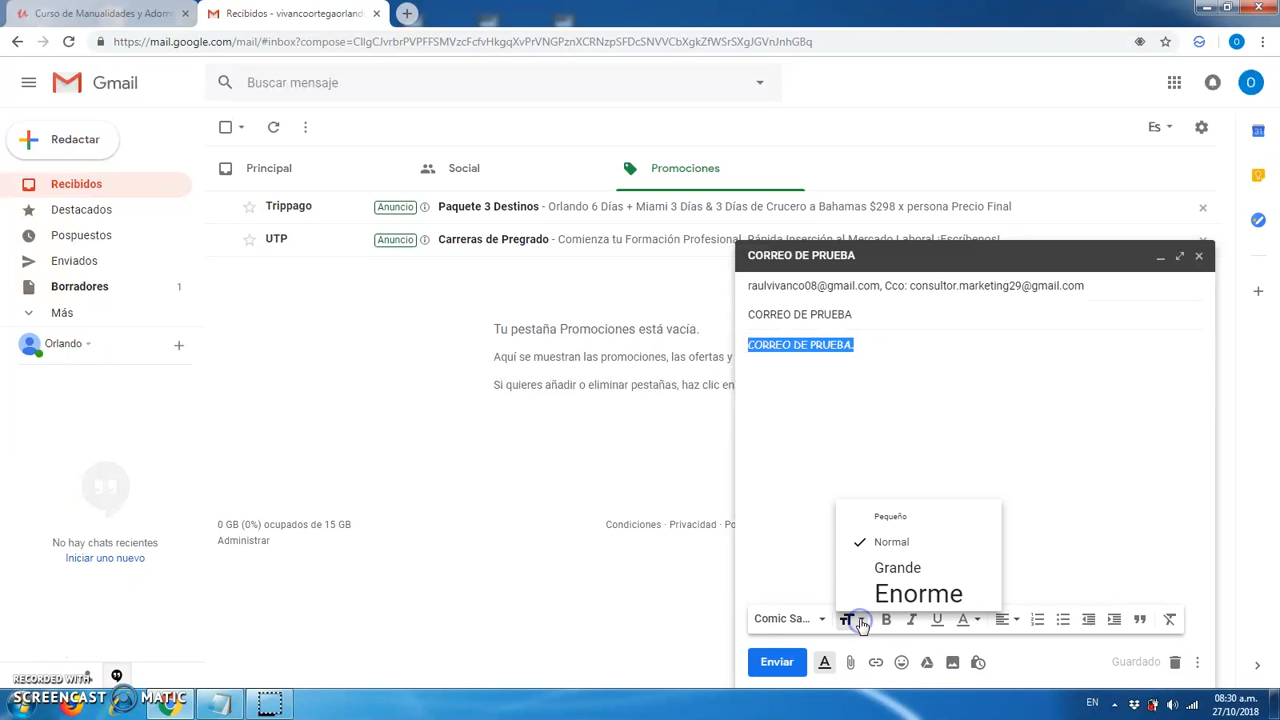 Curso de Manualidades y Adorn
Recibidos - vivancoortegaorland
https://mail.google.com/mail/#inbox?compose=
Gmail
Buscar mensaje
O
O
Redactar
Es
Principal
Social
Promociones
Recibidos
Destacados
Pospuestos
Enviados
Borradores
1
Más
Orlando
Trippago
Anuncio
Paquete 3 Destinos - Orlando 6 Días + Miami 3 Días & 3 Días de Crucero a Bahamas $298 x persona Precio Final
UTP
Anuncio
Carreras de Pregrado - Comienza tu Formación Profesional, Rápida Inserción al Mercado Laboral ¡Escríbenos!
Tu pestaña Promociones está vacía.
Aquí se muestran las promociones, las ofertas y
Si quieres añadir o eliminar pestañas, haz clic en
No hay chats recientes
Iniciar uno nuevo
0 GB (0%) ocupados de 15 GB
Administrar
Condiciones · Privacidad · Po
CORREO DE PRUEBA
raulvivanco08@gmail.com, Cco: consultor.marketing29@gmail.com
CORREO DE PRUEBA
CORREO DE PRUEBA.
Pequeño
Normal
Grande
Enorme
Comic Sa...
B
I
U
A
Enviar
A
Guardado
31
RECORDED WITH
SCREENCAST MATIC
EN
08:30 a.m.
27/10/2018